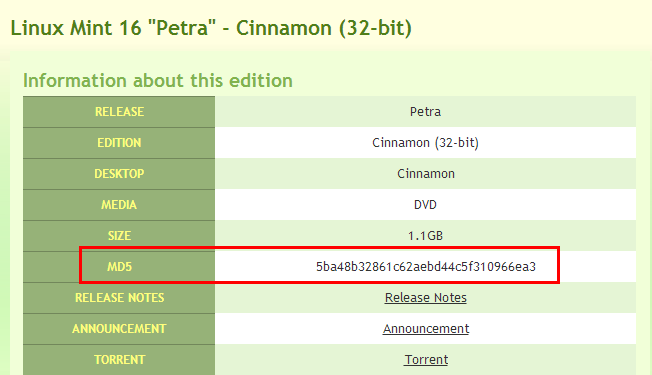 Linux Mint 16 "Petra" - Cinnamon (32-bit)
Information about this edition
RELEASE Petra
EDITION Cinnamon (32-bit)
DESKTOP Cinnamon
MEDIA DVD
SIZE 1.1GB
MD5 5ba48b32861c62aebd44c5f310966ea3
RELEASE NOTES Release Notes
ANNOUNCEMENT Announcement
TORRENT Torrent